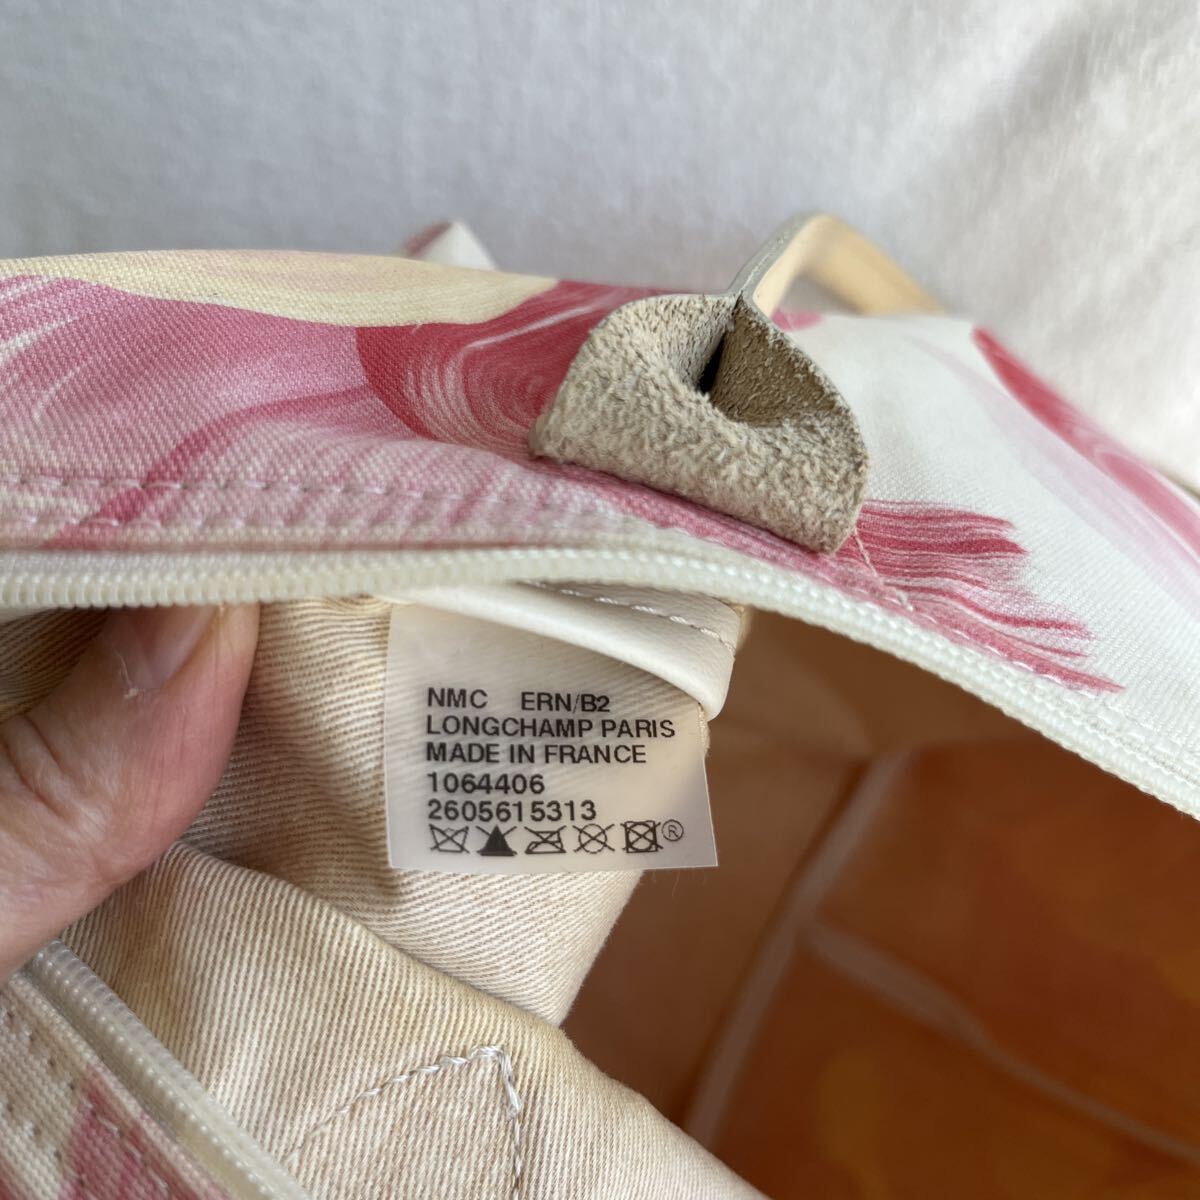 NMC ERN/B2
LONGCHAMP PARIS
MADE IN FRANCE
1064406
2605615313
®